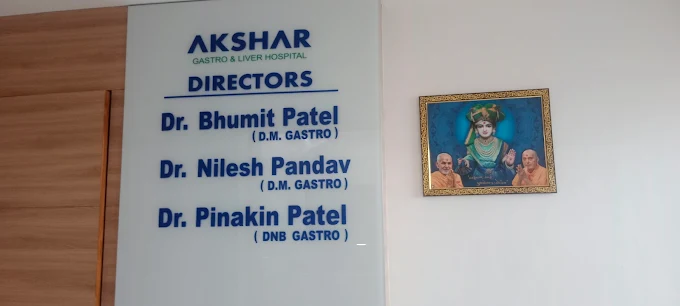 AKSHAR
GASTRO & LIVER HOSPITAL
DIRECTORS
Dr. Bhumit Patel
( D.M. GASTRO )
Dr. Nilesh Pandav
( D.M. GASTRO )
Dr. Pinakin Patel
( DNB GASTRO )